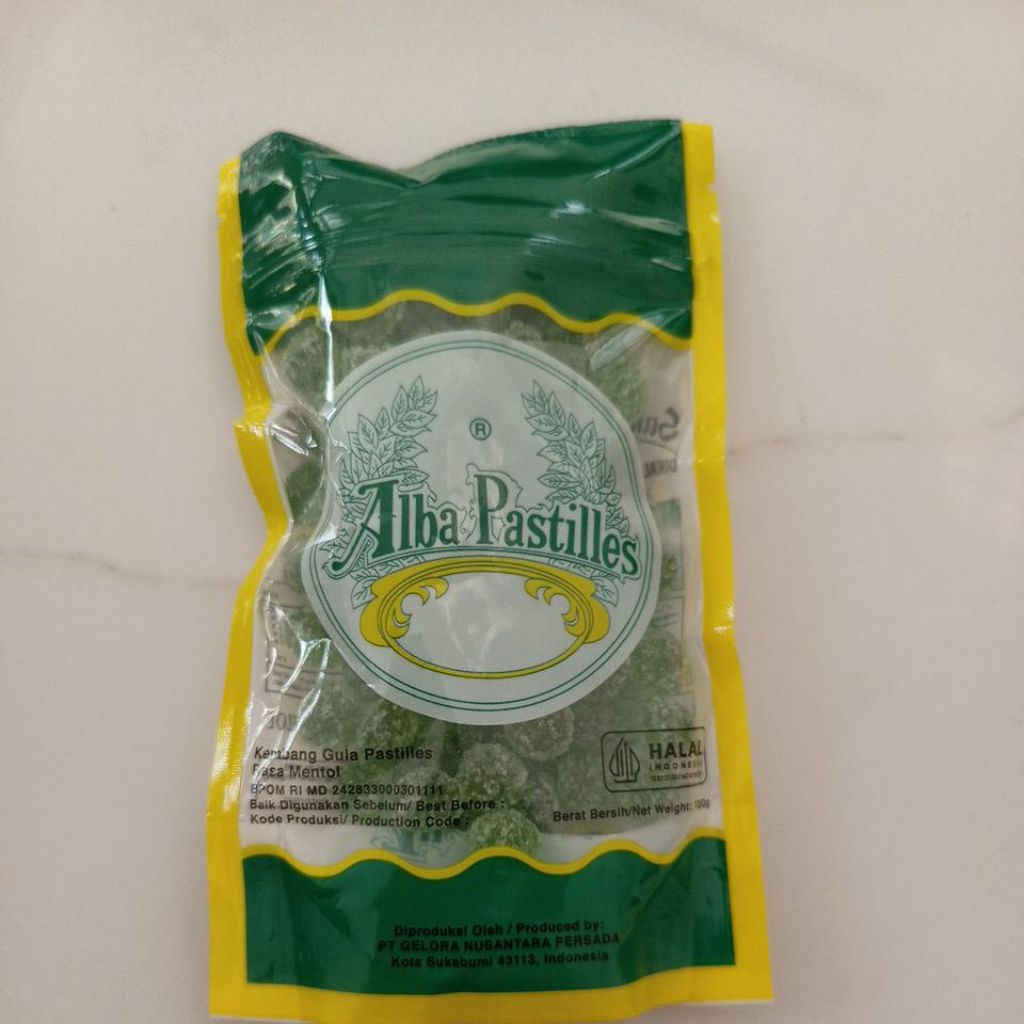 ®
Alba Pastilles
Kembang Gula Pastilles
Rasa Mentol
BPOM RI MD 242833000301111
Baik Digunakan Sebelum/ Best Before :
Kode Produksi/ Production Code :
HALAL
INDONESIA
Berat Bersih/Net Weight: 100g
Diproduksi Oleh / Produced by:
PT GELORA NUSANTARA PERSADA
Kota Sukabumi 43113, Indonesia